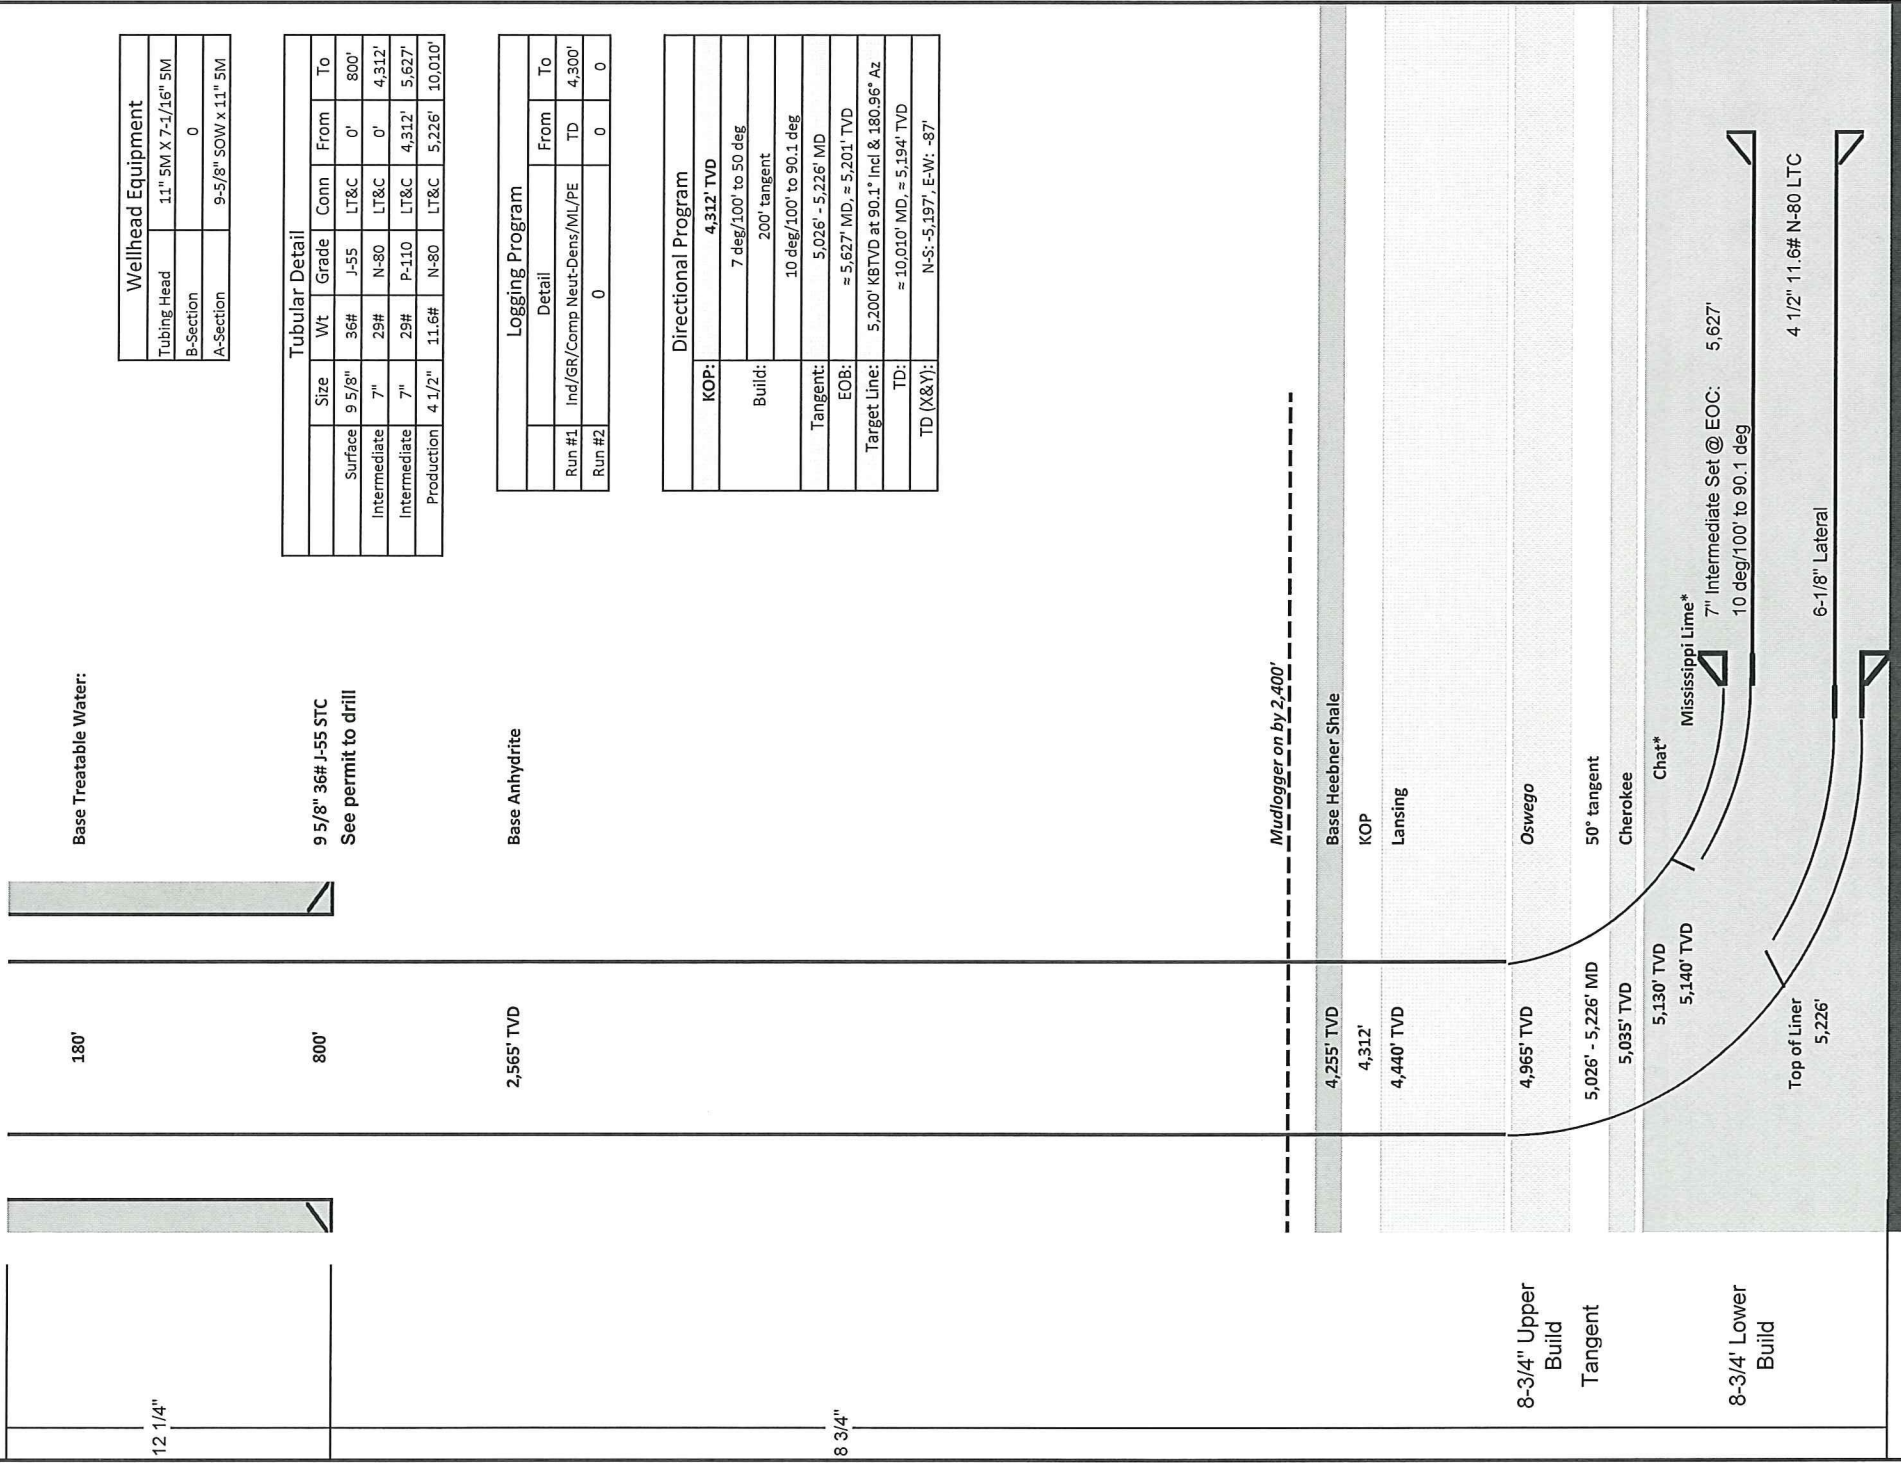 Wellhead Equipment
Tubing Head 11" 5M X 7-1/16" 5M
B-Section 0
A-Section 9-5/8" SOW x 11" 5M
Tubular Detail
Size Wt Grade Conn From To
Surface 9 5/8" 36# J-55 LT&C 0' 800'
Intermediate 7" 29# N-80 LT&C 0' 4,312'
Intermediate 7" 29# P-110 LT&C 4,312' 5,627'
Production 4 1/2" 11.6# N-80 LT&C 5,226' 10,010'
Logging Program
Detail From To
Run #1 Ind/GR/Comp Neut-Dens/ML/PE TD 4,300'
Run #2 0 0 0
Directional Program
KOP: 4,312' TVD
Build: 7 deg/100' to 50 deg
200' tangent
10 deg/100' to 90.1 deg
Tangent: 5,026' - 5,226' MD
EOB: ≈ 5,627' MD, ≈ 5,201' TVD
Target Line: 5,200' KBTVD at 90.1° Incl & 180.96° Az
TD: ≈ 10,010' MD, ≈ 5,194' TVD
TD (X&Y): N-S: -5,197', E-W: -87'
12 1/4"
180' Base Treatable Water:
800' 9 5/8" 36# J-55 STC
See permit to drill
2,565' TVD Base Anhydrite
8 3/4"
Mudlogger on by 2,400'
4,255' TVD Base Heebner Shale
4,312' KOP
4,440' TVD Lansing
8-3/4" Upper
Build
4,965' TVD Oswego
Tangent
5,026' - 5,226' MD 50° tangent
5,035' TVD Cherokee
5,130' TVD Chat*
5,140' TVD Mississippi Lime*
7" Intermediate Set @ EOC: 5,627'
10 deg/100' to 90.1 deg
8-3/4' Lower
Build
Top of Liner
5,226'
4 1/2" 11.6# N-80 LTC
6-1/8" Lateral